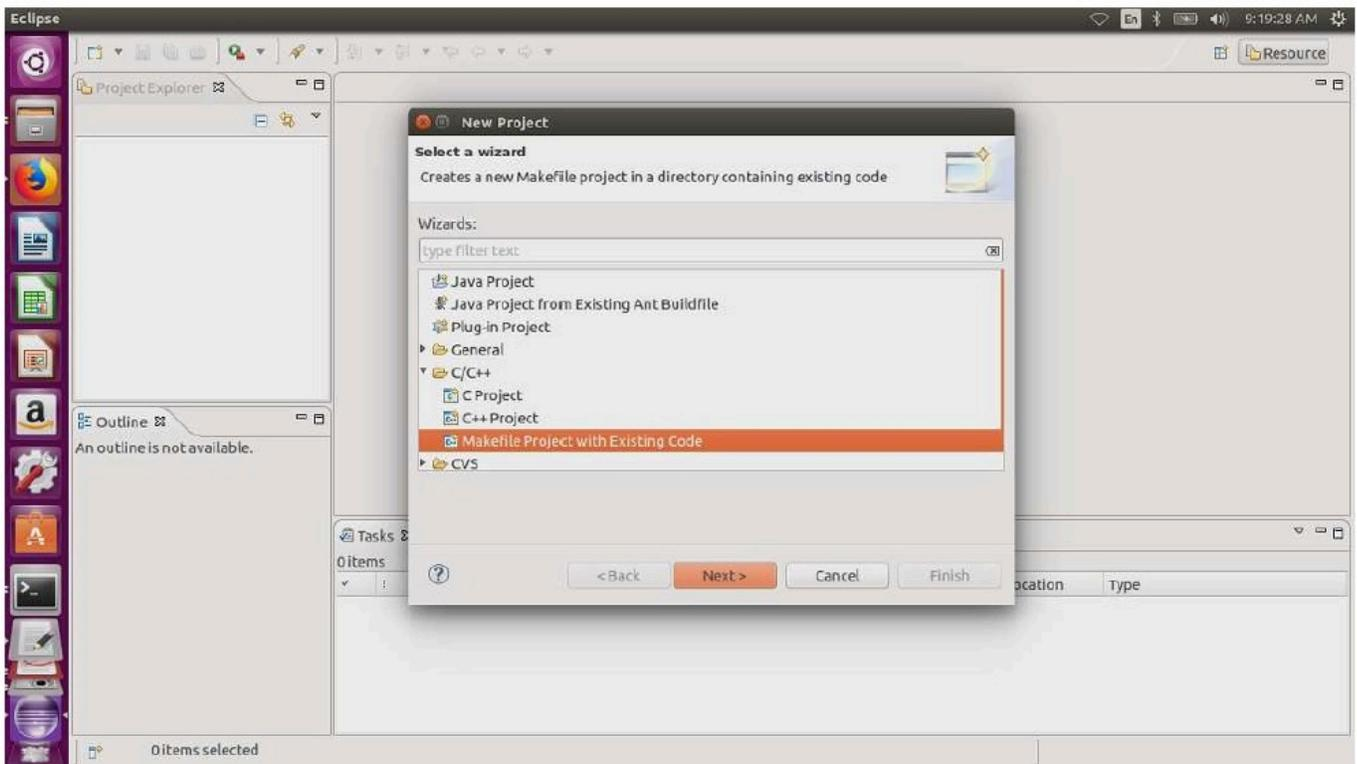 Eclipse
En
9:19:28 AM
Resource
Project Explorer
New Project
Select a wizard
Creates a new Makefile project in a directory containing existing code
Wizards:
type filter text
Java Project
Java Project from Existing Ant Buildfile
Plug-in Project
General
C/C++
C Project
C++ Project
Makefile Project with Existing Code
CVS
Outline
An outline is not available.
Tasks
0 items
?
< Back
Next >
Cancel
Finish
!
ocation
Type
0 items selected